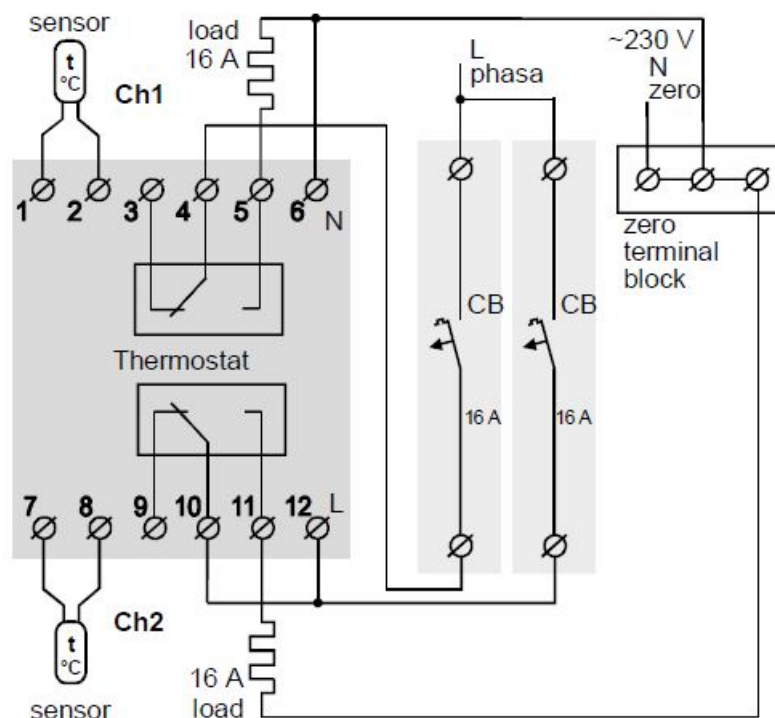 sensor
t
°C
Ch1
load
16 A
L
phasa
~230 V
N
zero
1 2 3 4 5 6 N
zero
terminal
block
CB CB
Thermostat
16 A 16 A
7 8 9 10 11 12 L
Ch2
t
°C
sensor
16 A
load